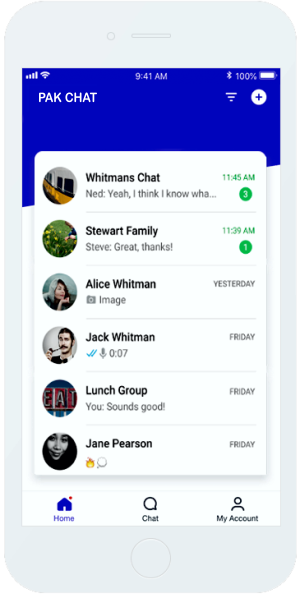 9:41 AM
100%
PAK CHAT
Whitmans Chat
11:45 AM
Ned: Yeah, I think I know wha...
3
Stewart Family
11:39 AM
Steve: Great, thanks!
1
Alice Whitman
YESTERDAY
Image
Jack Whitman
FRIDAY
0:07
Lunch Group
FRIDAY
EAT
You: Sounds good!
Jane Pearson
FRIDAY
Home
Chat
My Account